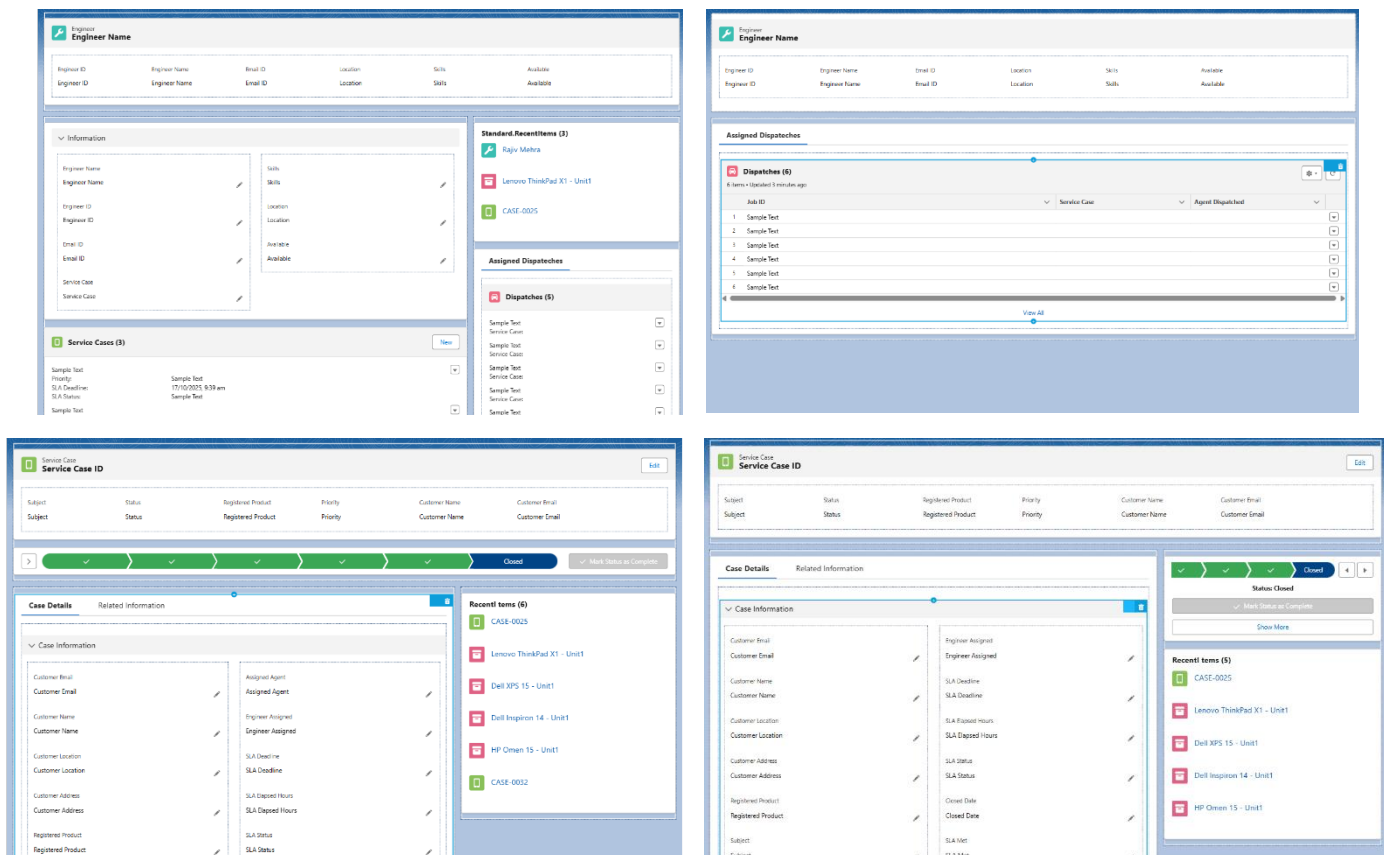 Engineer
Engineer Name
Engineer ID Engineer Name Email ID Location Skills Available
Engineer ID Engineer Name Email ID Location Skills Available
Information
Engineer Name Skills
Engineer Name Skills
Engineer ID Location
Engineer ID Location
Email ID Available
Email ID Available
Service Case
Service Case
Service Cases (3) New
Sample Text
Priority: Sample Text
SLA Deadline: 17/10/2025, 9:39 am
SLA Status: Sample Text
Sample Text
Standard.RecentItems (3)
Rajiv Mehra
Lenovo ThinkPad X1 - Unit1
CASE-0025
Assigned Dispateches
Dispatches (5)
Sample Text
Service Case:
Sample Text
Service Case:
Sample Text
Service Case:
Sample Text
Service Case:
Sample Text
Engineer
Engineer Name
Engineer ID Engineer Name Email ID Location Skills Available
Engineer ID Engineer Name Email ID Location Skills Available
Assigned Dispateches
Dispatches (6)
6 items • Updated 3 minutes ago
Job ID Service Case Agent Dispatched
1 Sample Text
2 Sample Text
3 Sample Text
4 Sample Text
5 Sample Text
6 Sample Text
View All
Service Case
Service Case ID
Edit
Subject Status Registered Product Priority Customer Name Customer Email
Subject Status Registered Product Priority Customer Name Customer Email
Closed Mark Status as Complete
Case Details Related Information
Case Information
Customer Email Assigned Agent
Customer Email Assigned Agent
Customer Name Engineer Assigned
Customer Name Engineer Assigned
Customer Location SLA Deadline
Customer Location SLA Deadline
Customer Address SLA Elapsed Hours
Customer Address SLA Elapsed Hours
Registered Product SLA Status
Registered Product SLA Status
Recent Items (6)
CASE-0025
Lenovo ThinkPad X1 - Unit1
Dell XPS 15 - Unit1
Dell Inspiron 14 - Unit1
HP Omen 15 - Unit1
CASE-0032
Service Case
Service Case ID
Edit
Subject Status Registered Product Priority Customer Name Customer Email
Subject Status Registered Product Priority Customer Name Customer Email
Case Details Related Information
Case Information
Customer Email Engineer Assigned
Customer Email Engineer Assigned
Customer Name SLA Deadline
Customer Name SLA Deadline
Customer Location SLA Elapsed Hours
Customer Location SLA Elapsed Hours
Customer Address SLA Status
Customer Address SLA Status
Registered Product Closed Date
Registered Product Closed Date
Subject SLA Met
Closed
Status: Closed
Mark Status as Complete
Show More
Recent Items (5)
CASE-0025
Lenovo ThinkPad X1 - Unit1
Dell XPS 15 - Unit1
Dell Inspiron 14 - Unit1
HP Omen 15 - Unit1